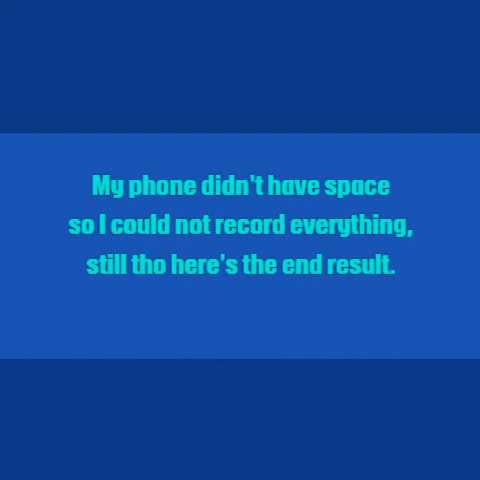 My phone didn't have space
so I could not record everything,
still tho here's the end result.